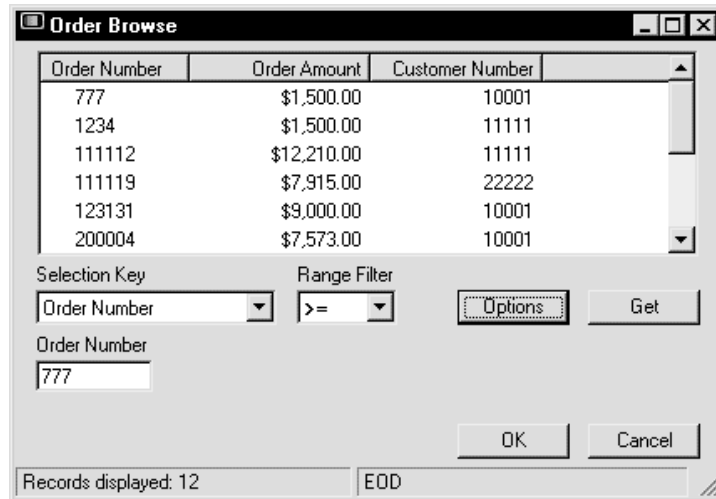 Order Browse
Order Number Order Amount Customer Number
777 $1,500.00 10001
1234 $1,500.00 11111
111112 $12,210.00 11111
111119 $7,915.00 22222
123131 $9,000.00 10001
200004 $7,573.00 10001
Selection Key Range Filter
Order Number >= Options Get
Order Number
777
OK Cancel
Records displayed: 12 EOD